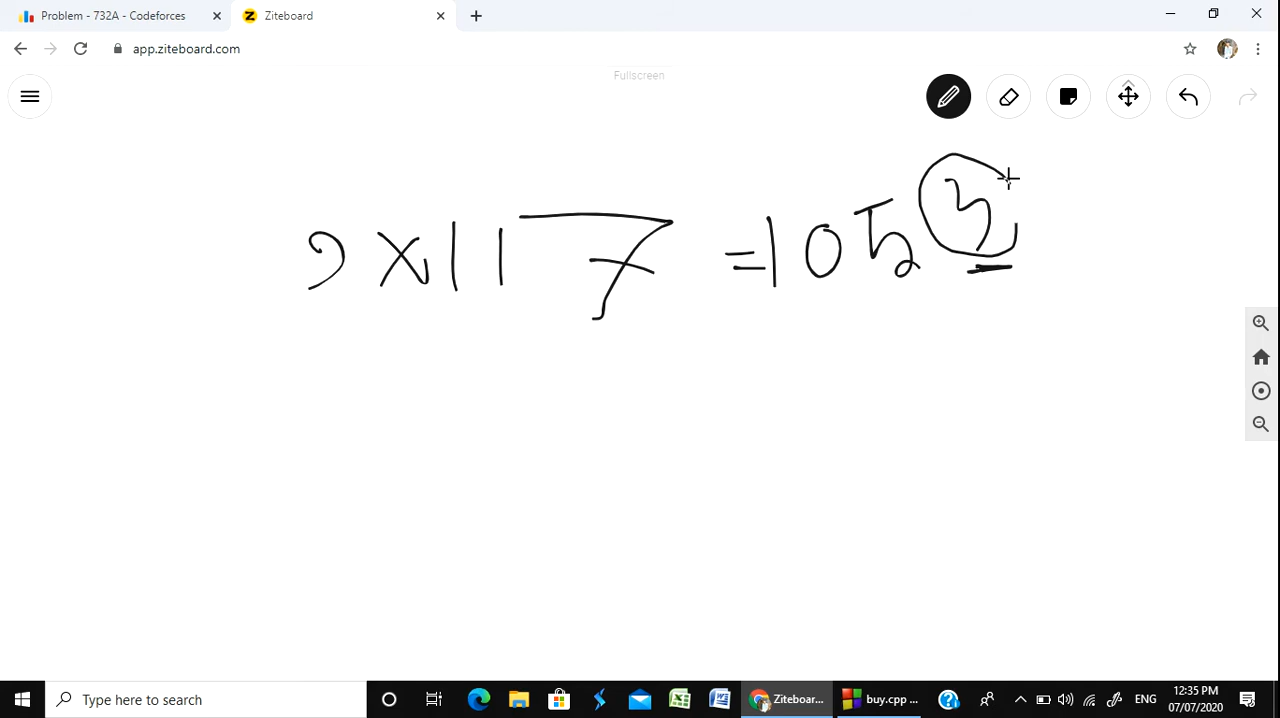 Problem - 732A - Codeforces
Ziteboard
app.ziteboard.com
Fullscreen
9 x 117 = 1053
Type here to search
Ziteboar...
buy.cpp ...
ENG
12:35 PM
07/07/2020